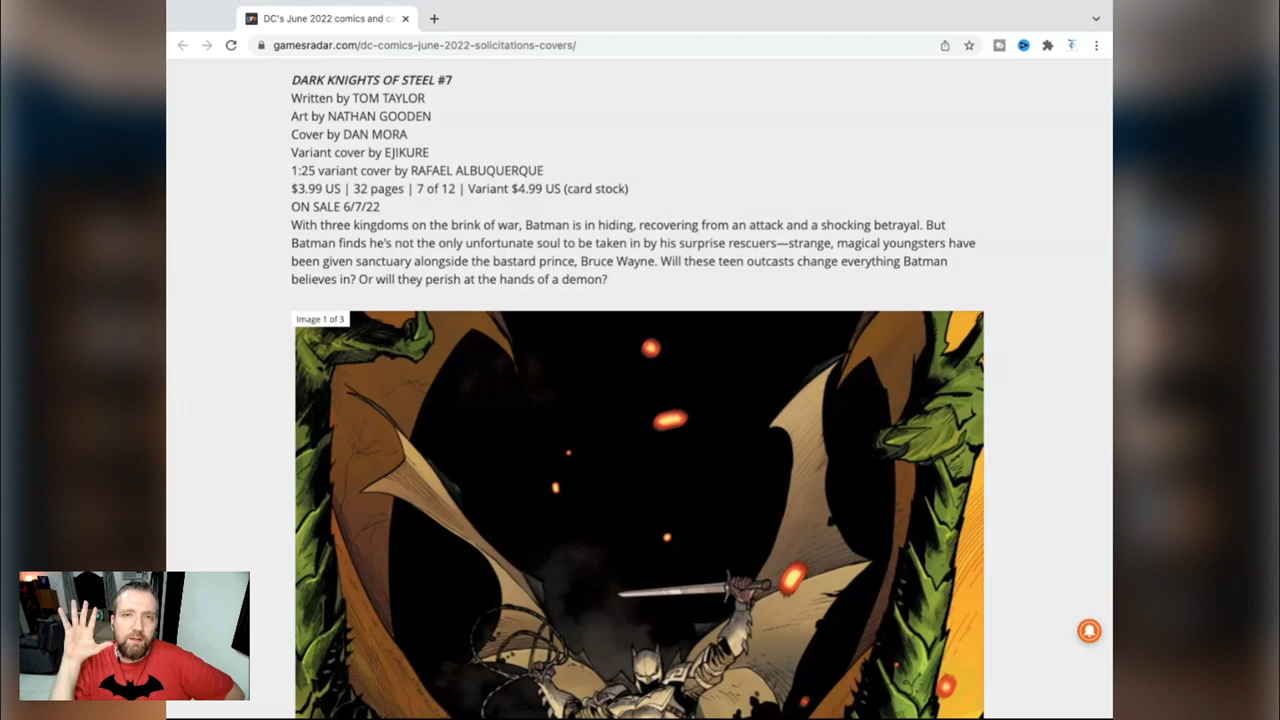 DC's June 2022 comics and co
gamesradar.com/dc-comics-june-2022-solicitations-covers/
DARK KNIGHTS OF STEEL #7
Written by TOM TAYLOR
Art by NATHAN GOODEN
Cover by DAN MORA
Variant cover by EJIKURE
1:25 variant cover by RAFAEL ALBUQUERQUE
$3.99 US | 32 pages | 7 of 12 | Variant $4.99 US (card stock)
ON SALE 6/7/22
With three kingdoms on the brink of war, Batman is in hiding, recovering from an attack and a shocking betrayal. But
Batman finds he's not the only unfortunate soul to be taken in by his surprise rescuers—strange, magical youngsters have
been given sanctuary alongside the bastard prince, Bruce Wayne. Will these teen outcasts change everything Batman
believes in? Or will they perish at the hands of a demon?
Image 1 of 3